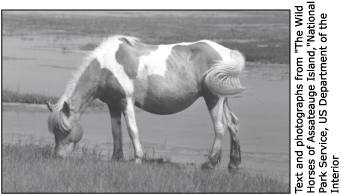 Text and photographs from "The Wild
Horses of Assateague Island,"National
Park Service, US Department of the
Interior